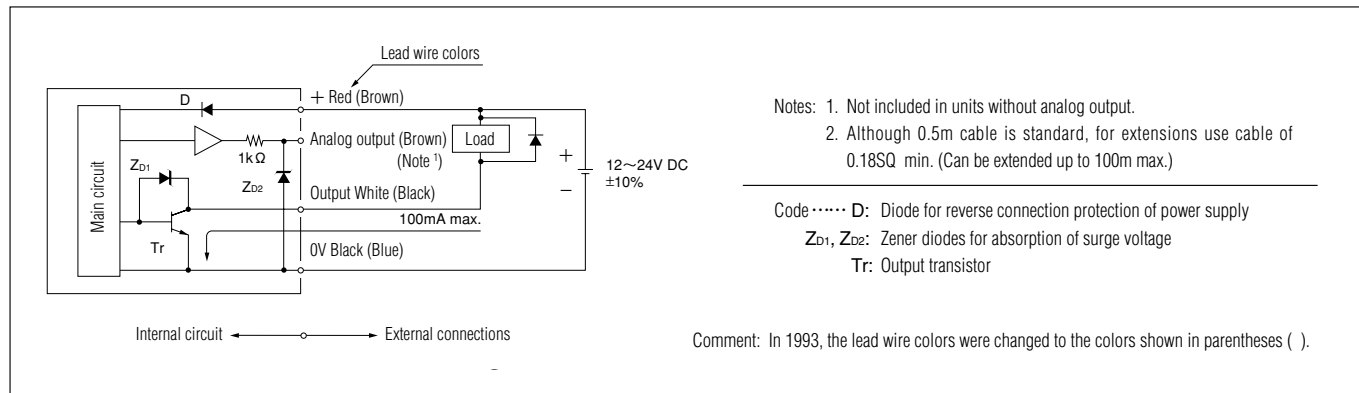 Lead wire colors
D
+ Red (Brown)
Analog output (Brown)
(Note 1)
Load
1kΩ
ZD1
ZD2
Main circuit
+
12~24V DC
−
±10%
Output White (Black)
100mA max.
Tr
0V Black (Blue)
Internal circuit
External connections
Notes: 1. Not included in units without analog output.
2. Although 0.5m cable is standard, for extensions use cable of
0.18SQ min. (Can be extended up to 100m max.)
Code ...... D: Diode for reverse connection protection of power supply
ZD1, ZD2: Zener diodes for absorption of surge voltage
Tr: Output transistor
Comment: In 1993, the lead wire colors were changed to the colors shown in parentheses ( ).